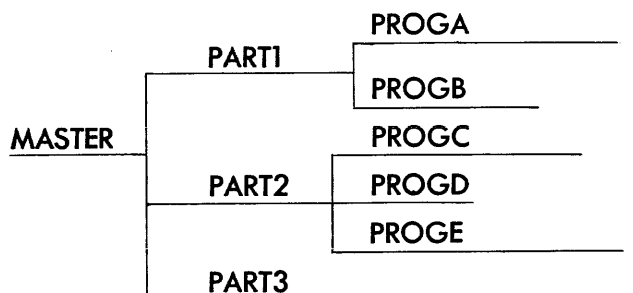 PROGA
PART1
PROGB
MASTER
PROGC
PART2
PROGD
PROGE
PART3